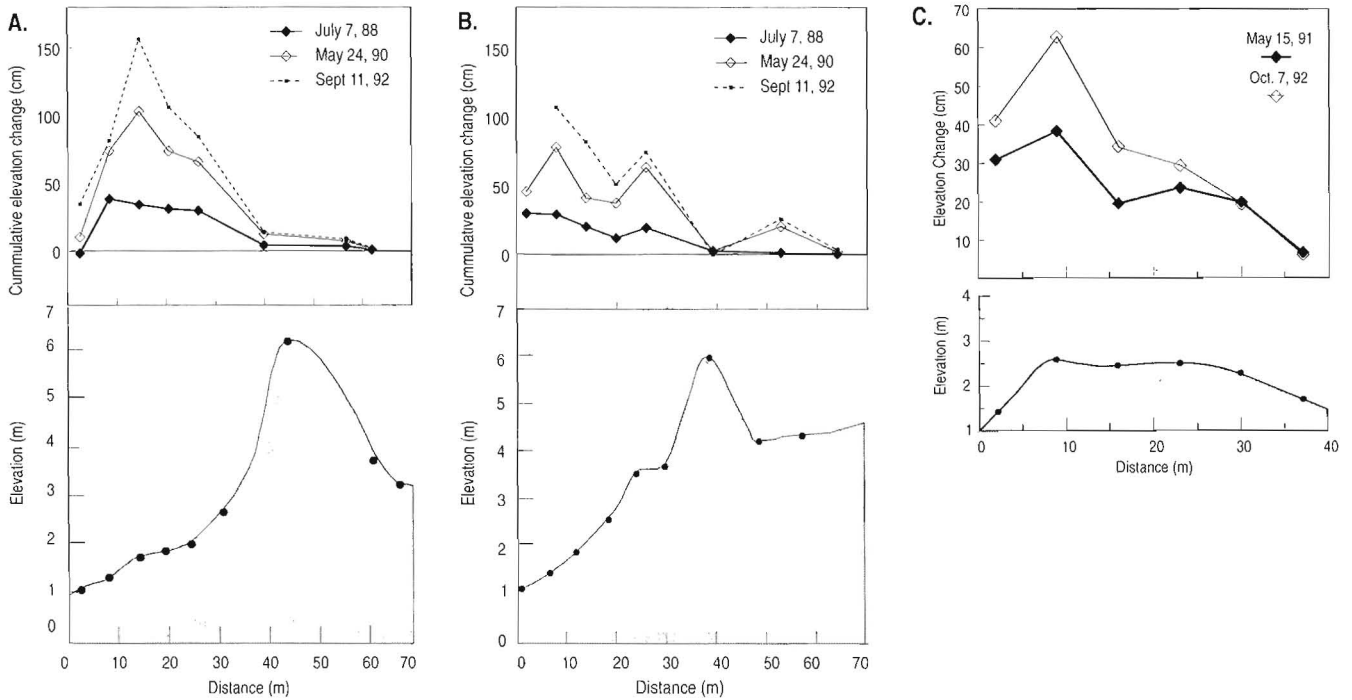 A.
July 7, 88
May 24, 90
Sept 11, 92
Cummulative elevation change (cm)
150
100
50
0
Elevation (m)
7
6
5
4
3
2
1
0
0 10 20 30 40 50 60 70
Distance (m)
B.
July 7, 88
May 24, 90
Sept 11, 92
Cummulative elevation change (cm)
150
100
50
0
Elevation (m)
7
6
5
4
3
2
1
0
0 10 20 30 40 50 60 70
Distance (m)
C.
May 15, 91
Oct. 7, 92
Elevation Change (cm)
70
60
50
40
30
20
10
Elevation (m)
4
3
2
1
0 10 20 30 40
Distance (m)